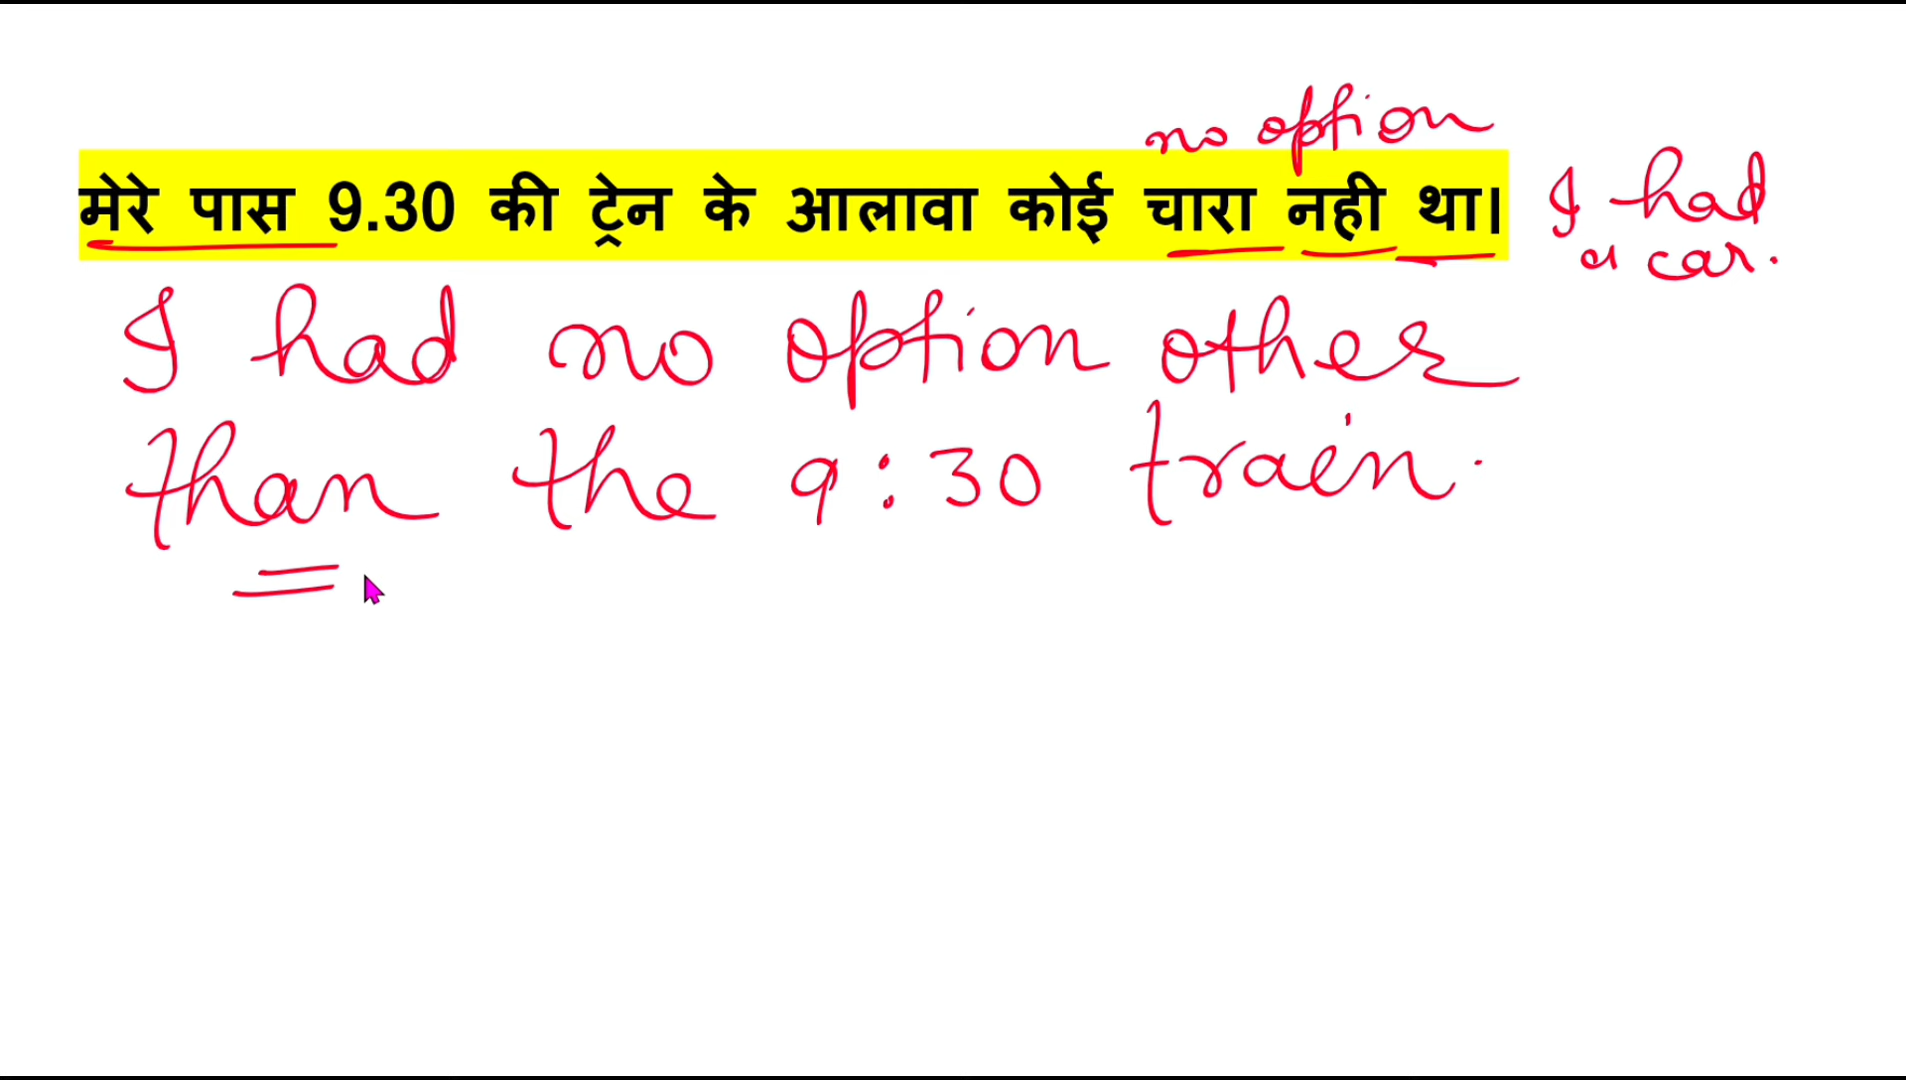 no option
मेरे पास 9.30 की ट्रेन के आलावा कोई चारा नही था।
I had
a car.
I had no option other
than the 9:30 train.